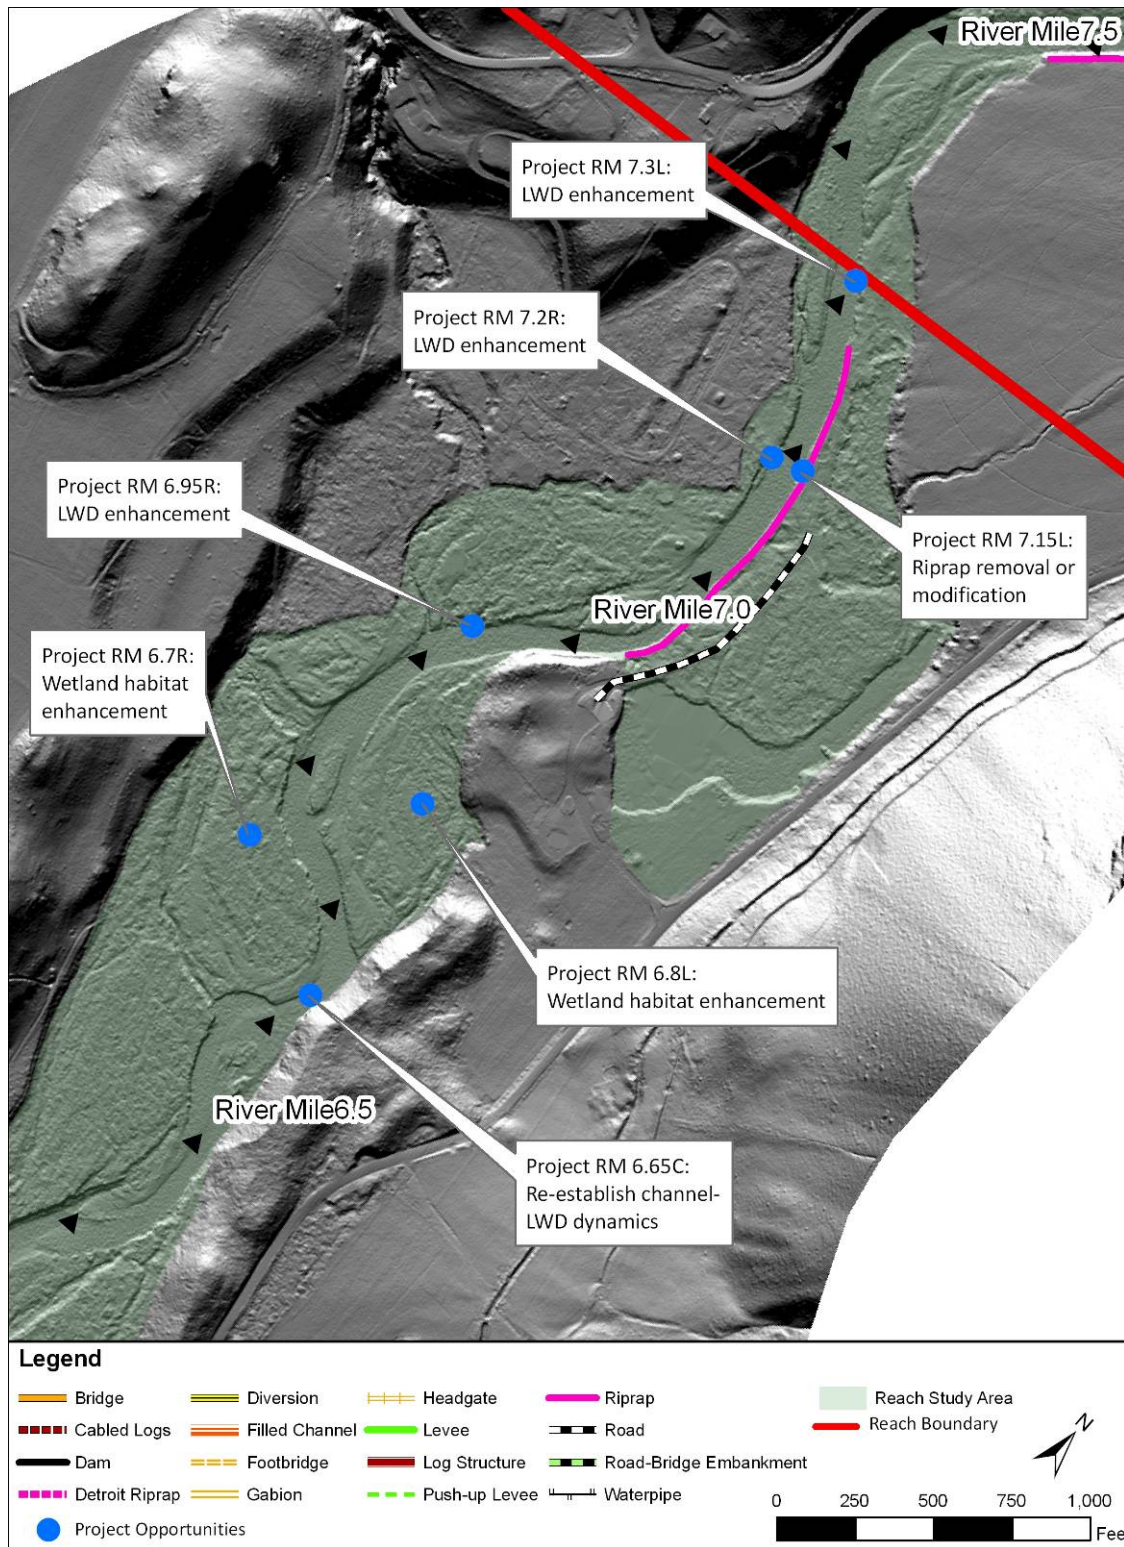 River Mile7.5
Project RM 7.3L:
LWD enhancement
Project RM 7.2R:
LWD enhancement
Project RM 6.95R:
LWD enhancement
Project RM 7.15L:
Riprap removal or
modification
River Mile7.0
Project RM 6.7R:
Wetland habitat
enhancement
Project RM 6.8L:
Wetland habitat enhancement
River Mile6.5
Project RM 6.65C:
Re-establish channel-
LWD dynamics
Legend
Bridge
Cabled Logs
Dam
Detroit Riprap
Project Opportunities
Diversion
Filled Channel
Footbridge
Gabion
Headgate
Levee
Log Structure
Push-up Levee
Riprap
Road
Road-Bridge Embankment
Waterpipe
Reach Study Area
Reach Boundary
N
0 250 500 750 1,000
Fee